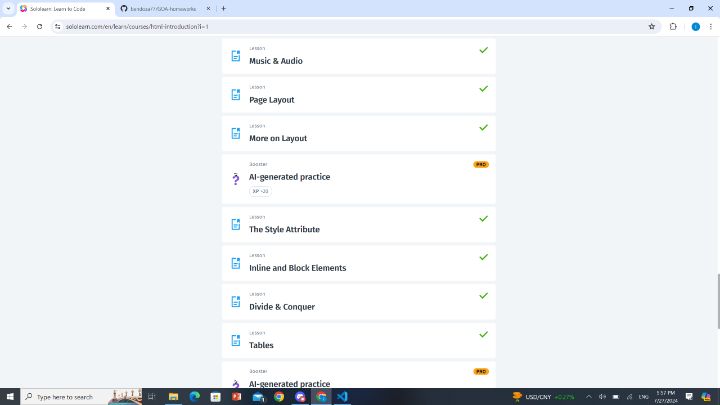 Sololearn: Learn to Code
bandoza77/GOA-homeworks
sololearn.com/en/learn/courses/html-introduction?l=1
Lesson
Music & Audio
Lesson
Page Layout
Lesson
More on Layout
Booster
AI-generated practice
PRO
XP +20
Lesson
The Style Attribute
Lesson
Inline and Block Elements
Lesson
Divide & Conquer
Lesson
Tables
Booster
AI-generated practice
PRO
Type here to search
USD/CNY +0.27%
ENG
5:57 PM
7/27/2024